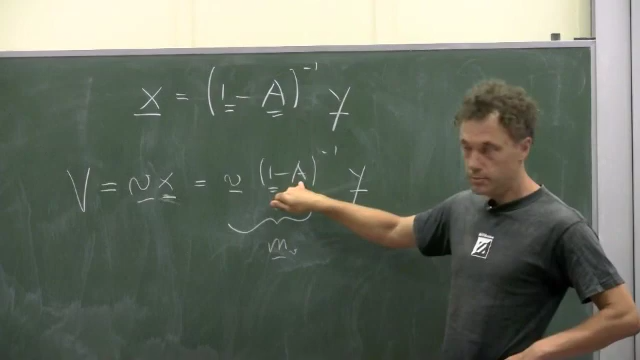 x = (1 - A)⁻¹ y
V = v x = v (1 - A)⁻¹ y
m